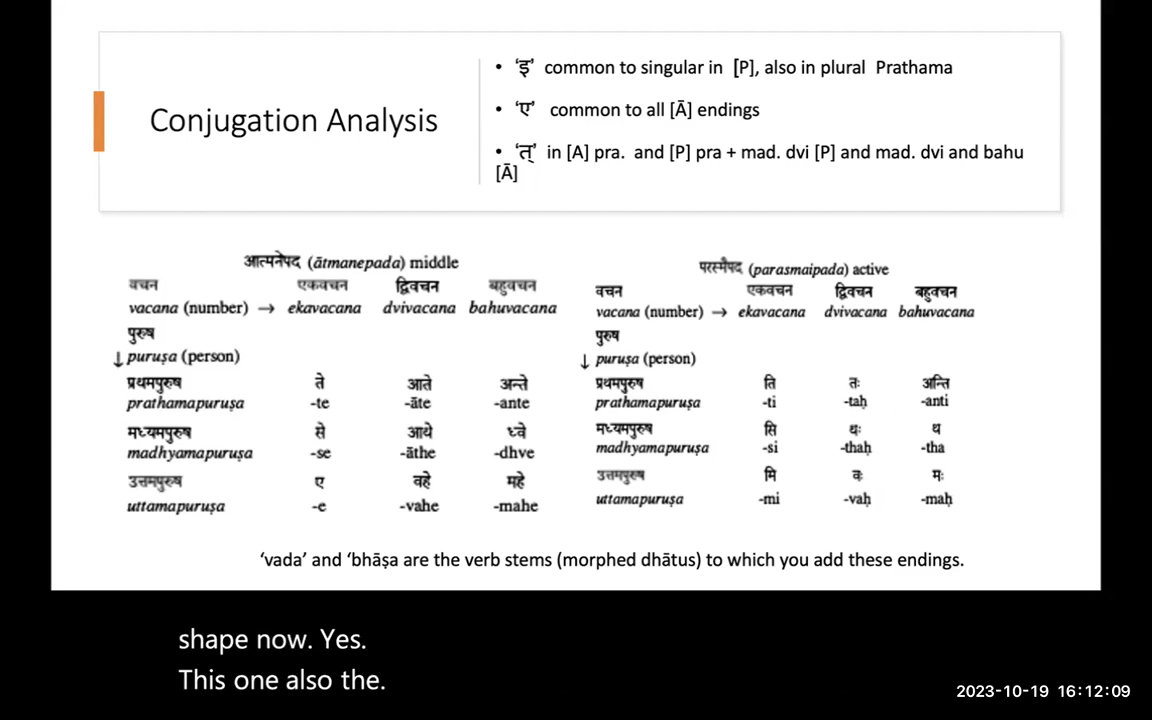 Conjugation Analysis
• ‘इ’ common to singular in [P], also in plural Prathama
• ‘ए’ common to all [Ā] endings
• ‘त्’ in [A] pra. and [P] pra + mad. dvi [P] and mad. dvi and bahu
[Ā]
आत्मनेपद (ātmanepada) middle
वचन एकवचन द्विवचन बहुवचन
vacana (number) → ekavacana dvivacana bahuvacana
पुरुष
↓ puruṣa (person)
प्रथमपुरुष ते आते अन्ते
prathamapuruṣa -te -āte -ante
मध्यमपुरुष से आथे ध्वे
madhyamapuruṣa -se -āthe -dhve
उत्तमपुरुष ए वहे महे
uttamapuruṣa -e -vahe -mahe
परस्मैपद (parasmaipada) active
वचन एकवचन द्विवचन बहुवचन
vacana (number) → ekavacana dvivacana bahuvacana
पुरुष
↓ puruṣa (person)
प्रथमपुरुष ति तः अन्ति
prathamapuruṣa -ti -taḥ -anti
मध्यमपुरुष सि थः थ
madhyamapuruṣa -si -thaḥ -tha
उत्तमपुरुष मि वः मः
uttamapuruṣa -mi -vaḥ -maḥ
‘vada’ and ‘bhāṣa are the verb stems (morphed dhātus) to which you add these endings.
shape now. Yes.
This one also the.
2023-10-19 16:12:09